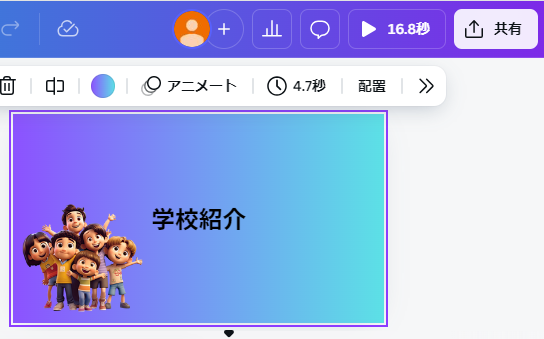 16.8秒
共有
アニメート
4.7秒
配置
学校紹介